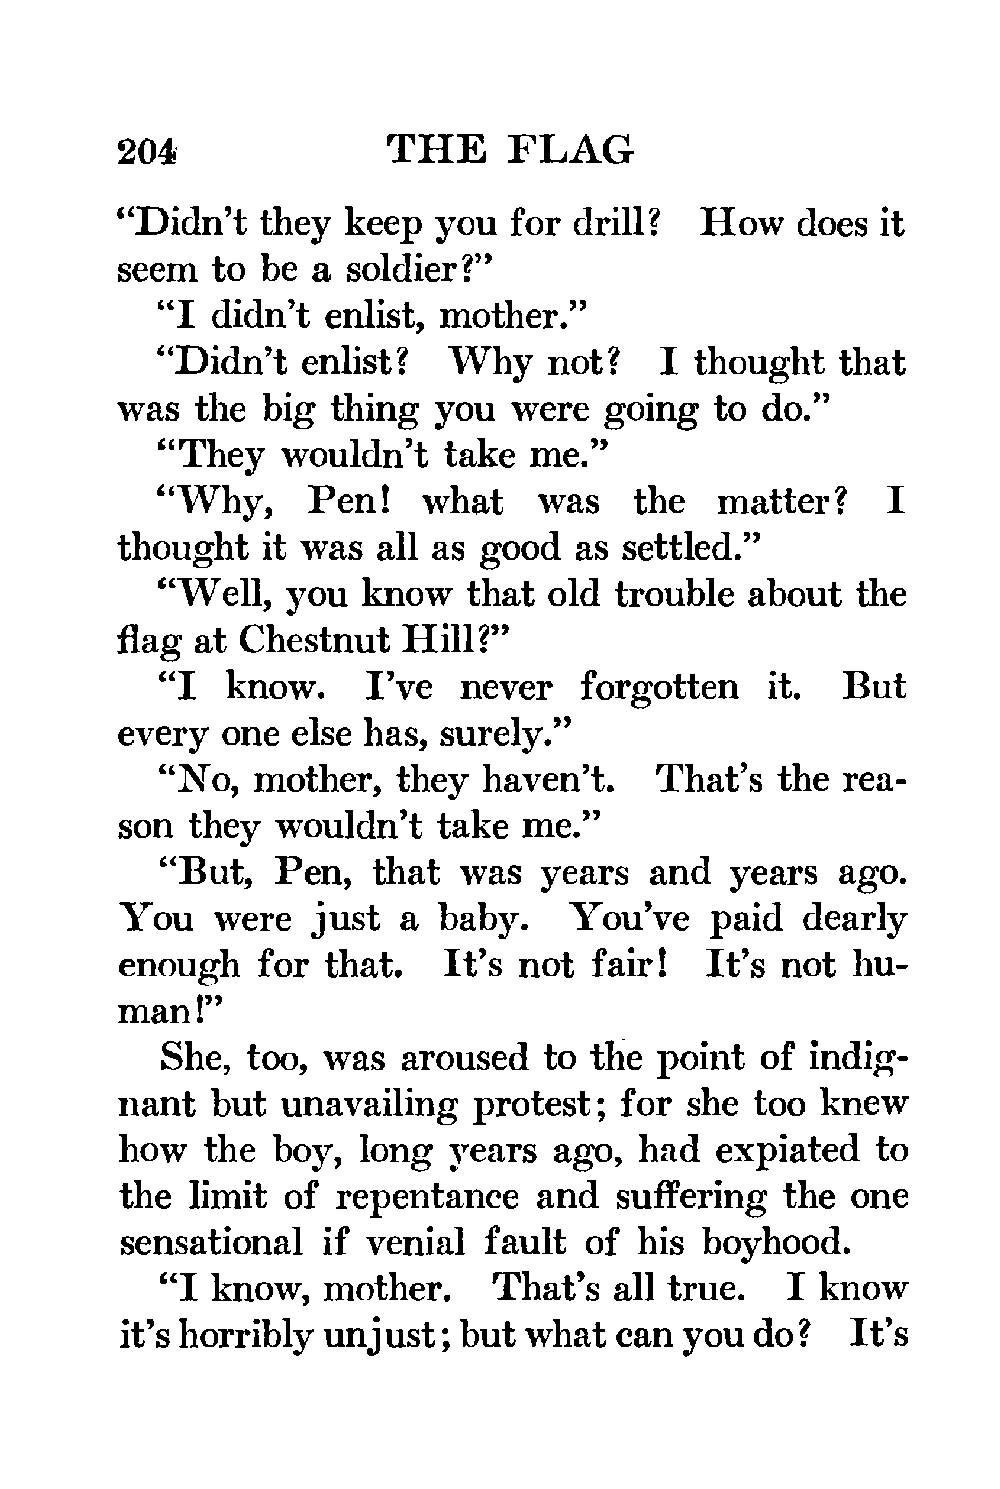 204 THE FLAG
“Didn’t they keep you for drill? How does it
seem to be a soldier?”
“I didn’t enlist, mother.”
“Didn’t enlist? Why not? I thought that
was the big thing you were going to do.”
“They wouldn’t take me.”
“Why, Pen! what was the matter? I
thought it was all as good as settled.”
“Well, you know that old trouble about the
flag at Chestnut Hill?”
“I know. I’ve never forgotten it. But
every one else has, surely.”
“No, mother, they haven’t. That’s the rea-
son they wouldn’t take me.”
“But, Pen, that was years and years ago.
You were just a baby. You’ve paid dearly
enough for that. It’s not fair! It’s not hu-
man!”
She, too, was aroused to the point of indig-
nant but unavailing protest; for she too knew
how the boy, long years ago, had expiated to
the limit of repentance and suffering the one
sensational if venial fault of his boyhood.
“I know, mother. That’s all true. I know
it’s horribly unjust; but what can you do? It’s